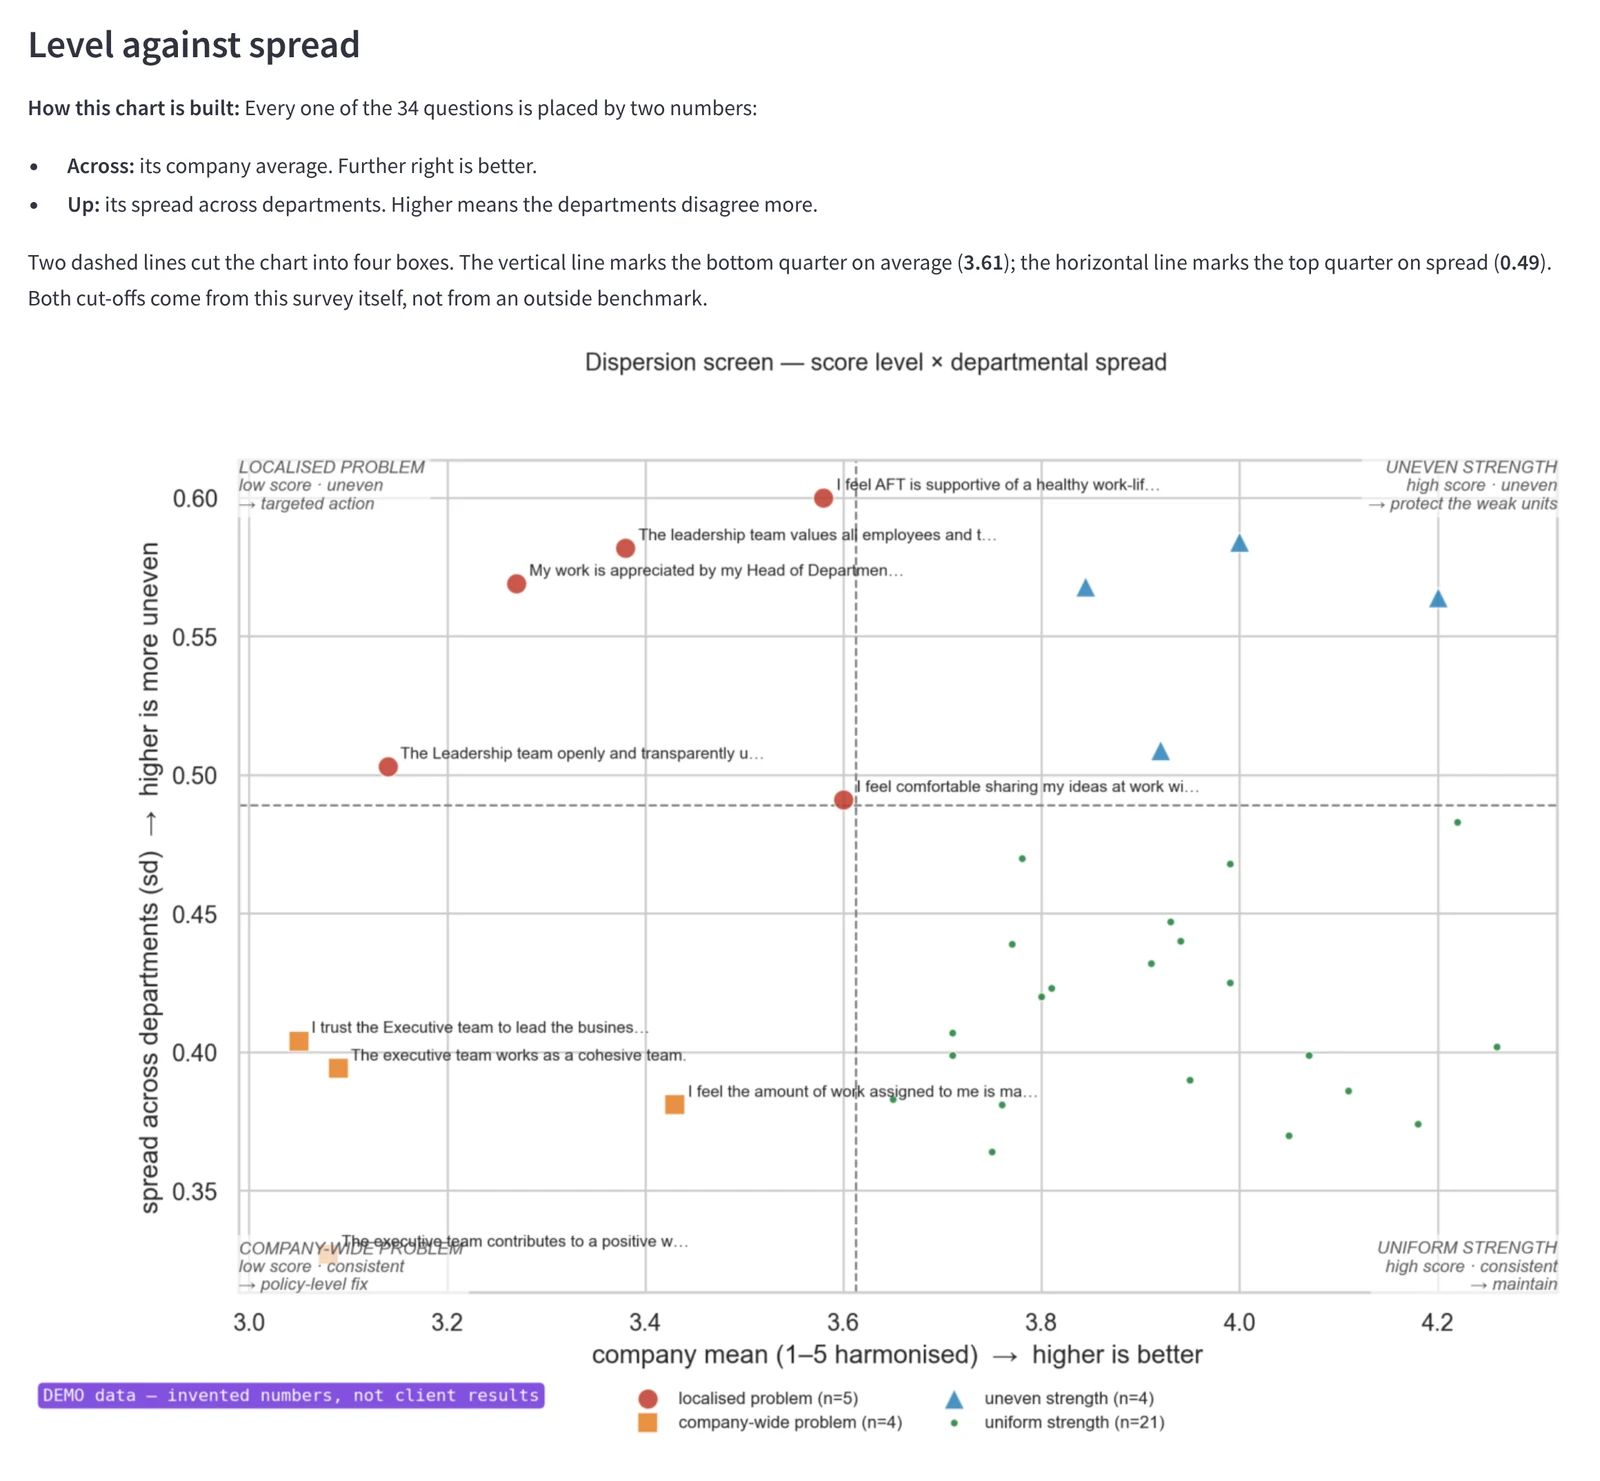 Level against spread
How this chart is built: Every one of the 34 questions is placed by two numbers:
• Across: its company average. Further right is better.
• Up: its spread across departments. Higher means the departments disagree more.
Two dashed lines cut the chart into four boxes. The vertical line marks the bottom quarter on average (3.61); the horizontal line marks the top quarter on spread (0.49).
Both cut-offs come from this survey itself, not from an outside benchmark.
Dispersion screen — score level × departmental spread
LOCALISED PROBLEM
low score · uneven
→ targeted action
UNEVEN STRENGTH
high score · uneven
→ protect the weak units
I feel AFT is supportive of a healthy work-lif…
The leadership team values all employees and t…
My work is appreciated by my Head of Departmen…
The Leadership team openly and transparently u…
I feel comfortable sharing my ideas at work wi…
I trust the Executive team to lead the busines…
The executive team works as a cohesive team.
I feel the amount of work assigned to me is ma…
The executive team contributes to a positive w…
COMPANY-WIDE PROBLEM
low score · consistent
→ policy-level fix
UNIFORM STRENGTH
high score · consistent
→ maintain
spread across departments (sd) → higher is more uneven
0.60
0.55
0.50
0.45
0.40
0.35
3.0 3.2 3.4 3.6 3.8 4.0 4.2
company mean (1–5 harmonised) → higher is better
DEMO data — invented numbers, not client results
localised problem (n=5)
company-wide problem (n=4)
uneven strength (n=4)
uniform strength (n=21)